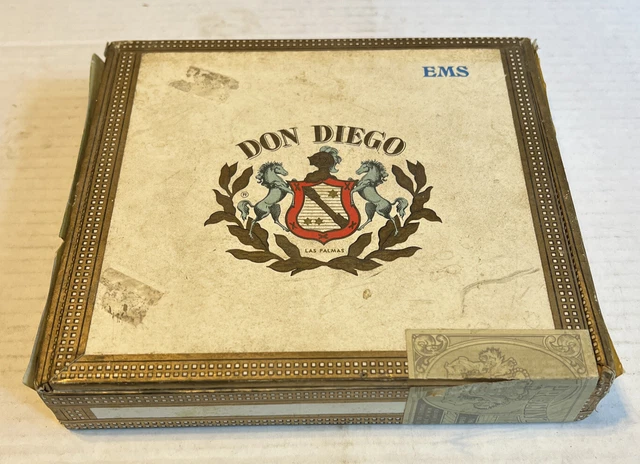 EMS
DON DIEGO
®
LAS PALMAS